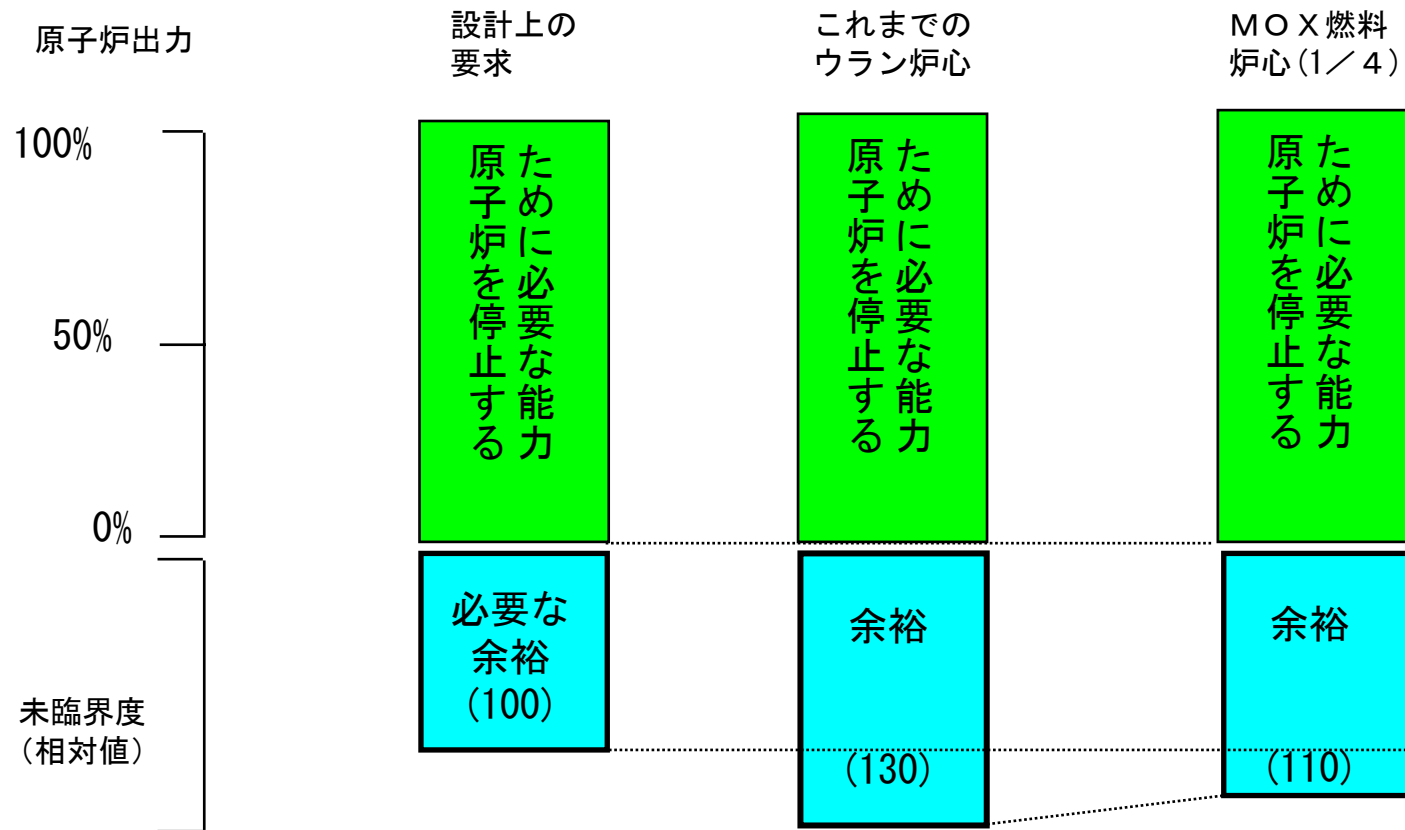 原子炉出力
設計上の
要求
これまでの
ウラン炉心
ＭＯＸ燃料
炉心(1／４)
100%
50%
0%
原子炉を停止する
ために必要な能力
原子炉を停止する
ために必要な能力
原子炉を停止する
ために必要な能力
必要な
余裕
(100)
余裕
(130)
余裕
(110)
未臨界度
（相対値）